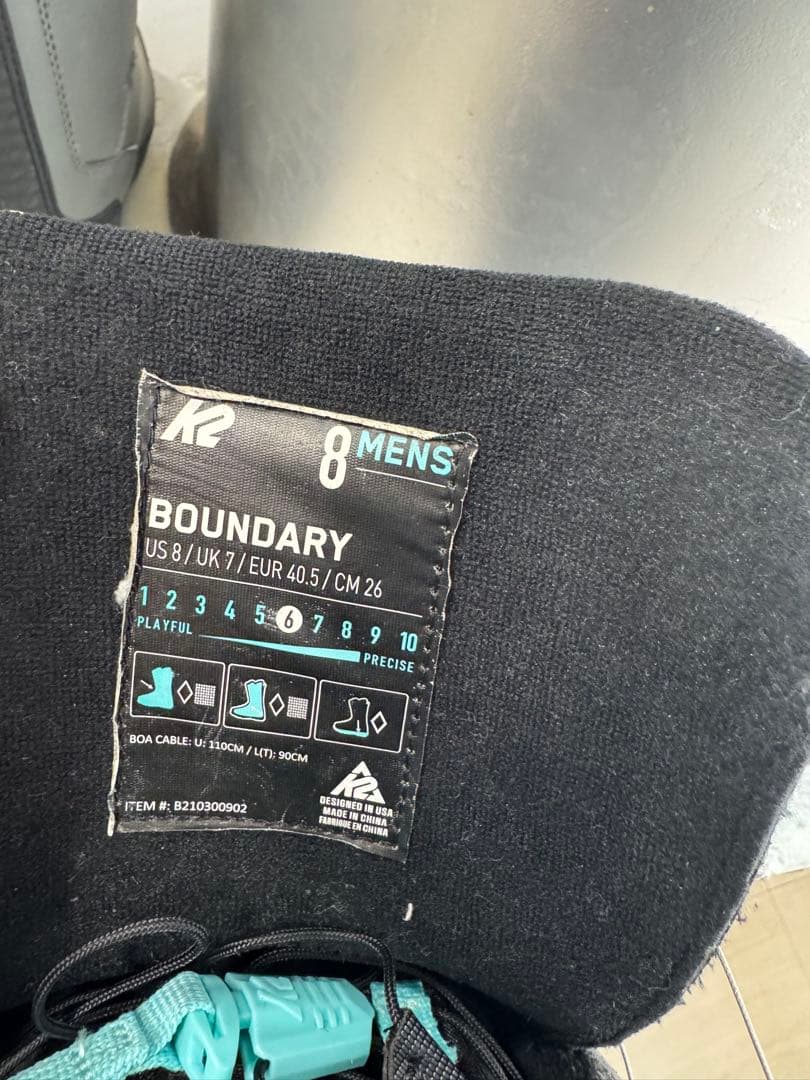 K2
8 MENS
BOUNDARY
US 8 / UK 7 / EUR 40.5 / CM 26
1 2 3 4 5 6 7 8 9 10
PLAYFUL PRECISE
BOA CABLE: U: 110CM / L(T): 90CM
ITEM #: B210300902
K2
DESIGNED IN USA
MADE IN CHINA
FABRIQUE EN CHINA